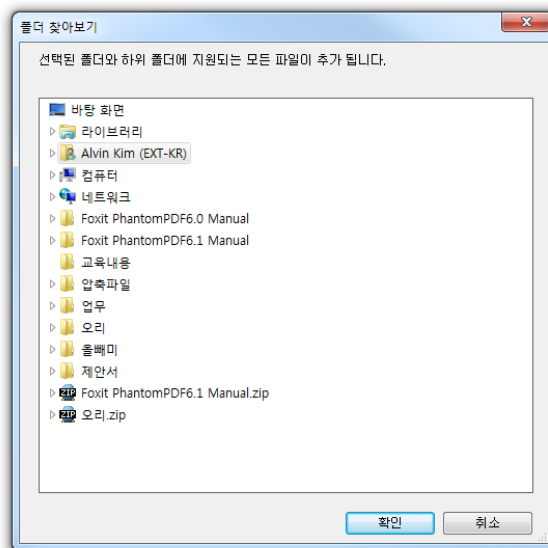 폴더 찾아보기
선택된 폴더와 하위 폴더에 지원되는 모든 파일이 추가 됩니다.
바탕 화면
라이브러리
Alvin Kim (EXT-KR)
컴퓨터
네트워크
Foxit PhantomPDF6.0 Manual
Foxit PhantomPDF6.1 Manual
교육내용
압축파일
업무
오리
올빼미
제안서
Foxit PhantomPDF6.1 Manual.zip
오리.zip
확인
취소